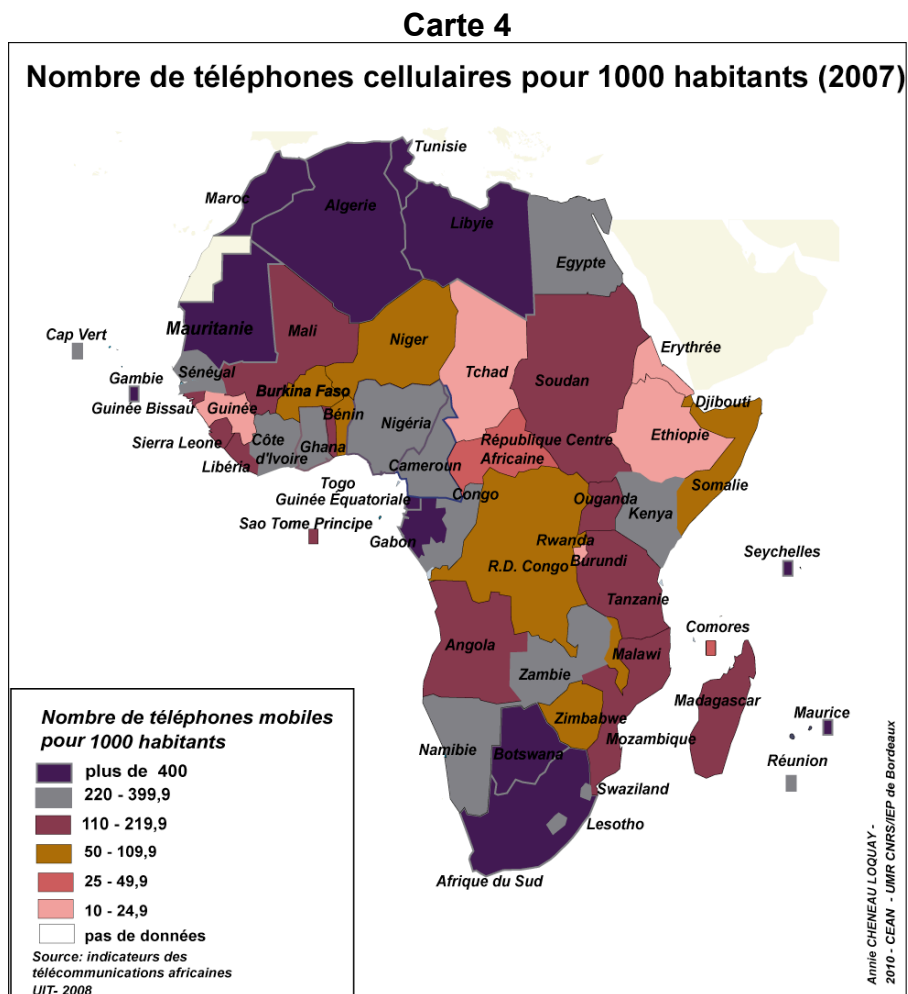 Carte 4
Nombre de téléphones cellulaires pour 1000 habitants (2007)
Tunisie
Maroc
Algerie
Libyie
Egypte
Mauritanie
Mali
Niger
Cap Vert
Erythrée
Tchad
Soudan
Sénégal
Gambie
Burkina Faso
Djibouti
Guinée Bissau
Guinée
Bénin
Nigéria
Ethiopie
Sierra Leone
Côte
d'Ivoire
Ghana
République Centre
Africaine
Libéria
Cameroun
Somalie
Togo
Guinée Équatoriale
Congo
Ouganda
Kenya
Sao Tome Principe
Gabon
Rwanda
Seychelles
R.D. Congo
Burundi
Tanzanie
Comores
Angola
Malawi
Zambie
Madagascar
Maurice
Zimbabwe
Mozambique
Namibie
Botswana
Réunion
Swaziland
Lesotho
Afrique du Sud
Nombre de téléphones mobiles
pour 1000 habitants
plus de 400
220 - 399,9
110 - 219,9
50 - 109,9
25 - 49,9
10 - 24,9
pas de données
Source: indicateurs des
télécommunications africaines
UIT- 2008
Annie CHENEAU LOQUAY -
2010 - CEAN - UMR CNRS/IEP de Bordeaux